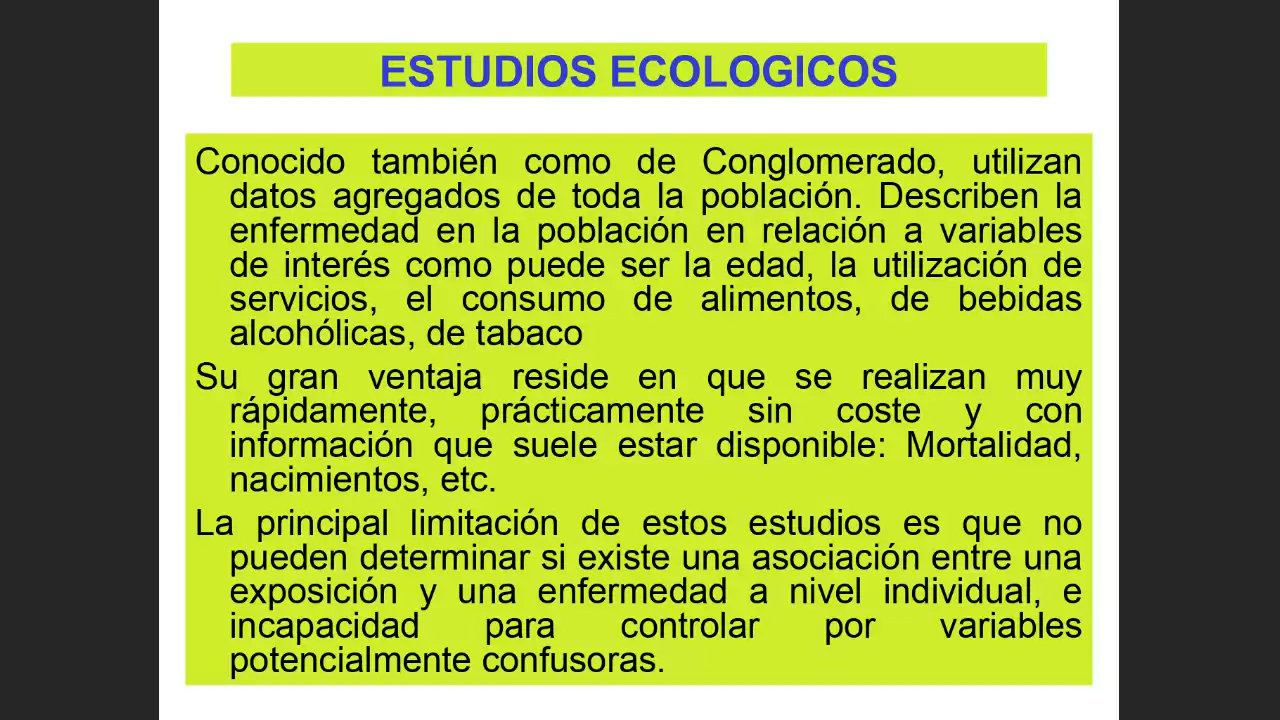 ESTUDIOS ECOLOGICOS
Conocido también como de Conglomerado, utilizan
datos agregados de toda la población. Describen la
enfermedad en la población en relación a variables
de interés como puede ser la edad, la utilización de
servicios, el consumo de alimentos, de bebidas
alcohólicas, de tabaco
Su gran ventaja reside en que se realizan muy
rápidamente, prácticamente sin coste y con
información que suele estar disponible: Mortalidad,
nacimientos, etc.
La principal limitación de estos estudios es que no
pueden determinar si existe una asociación entre una
exposición y una enfermedad a nivel individual, e
incapacidad para controlar por variables
potencialmente confusoras.